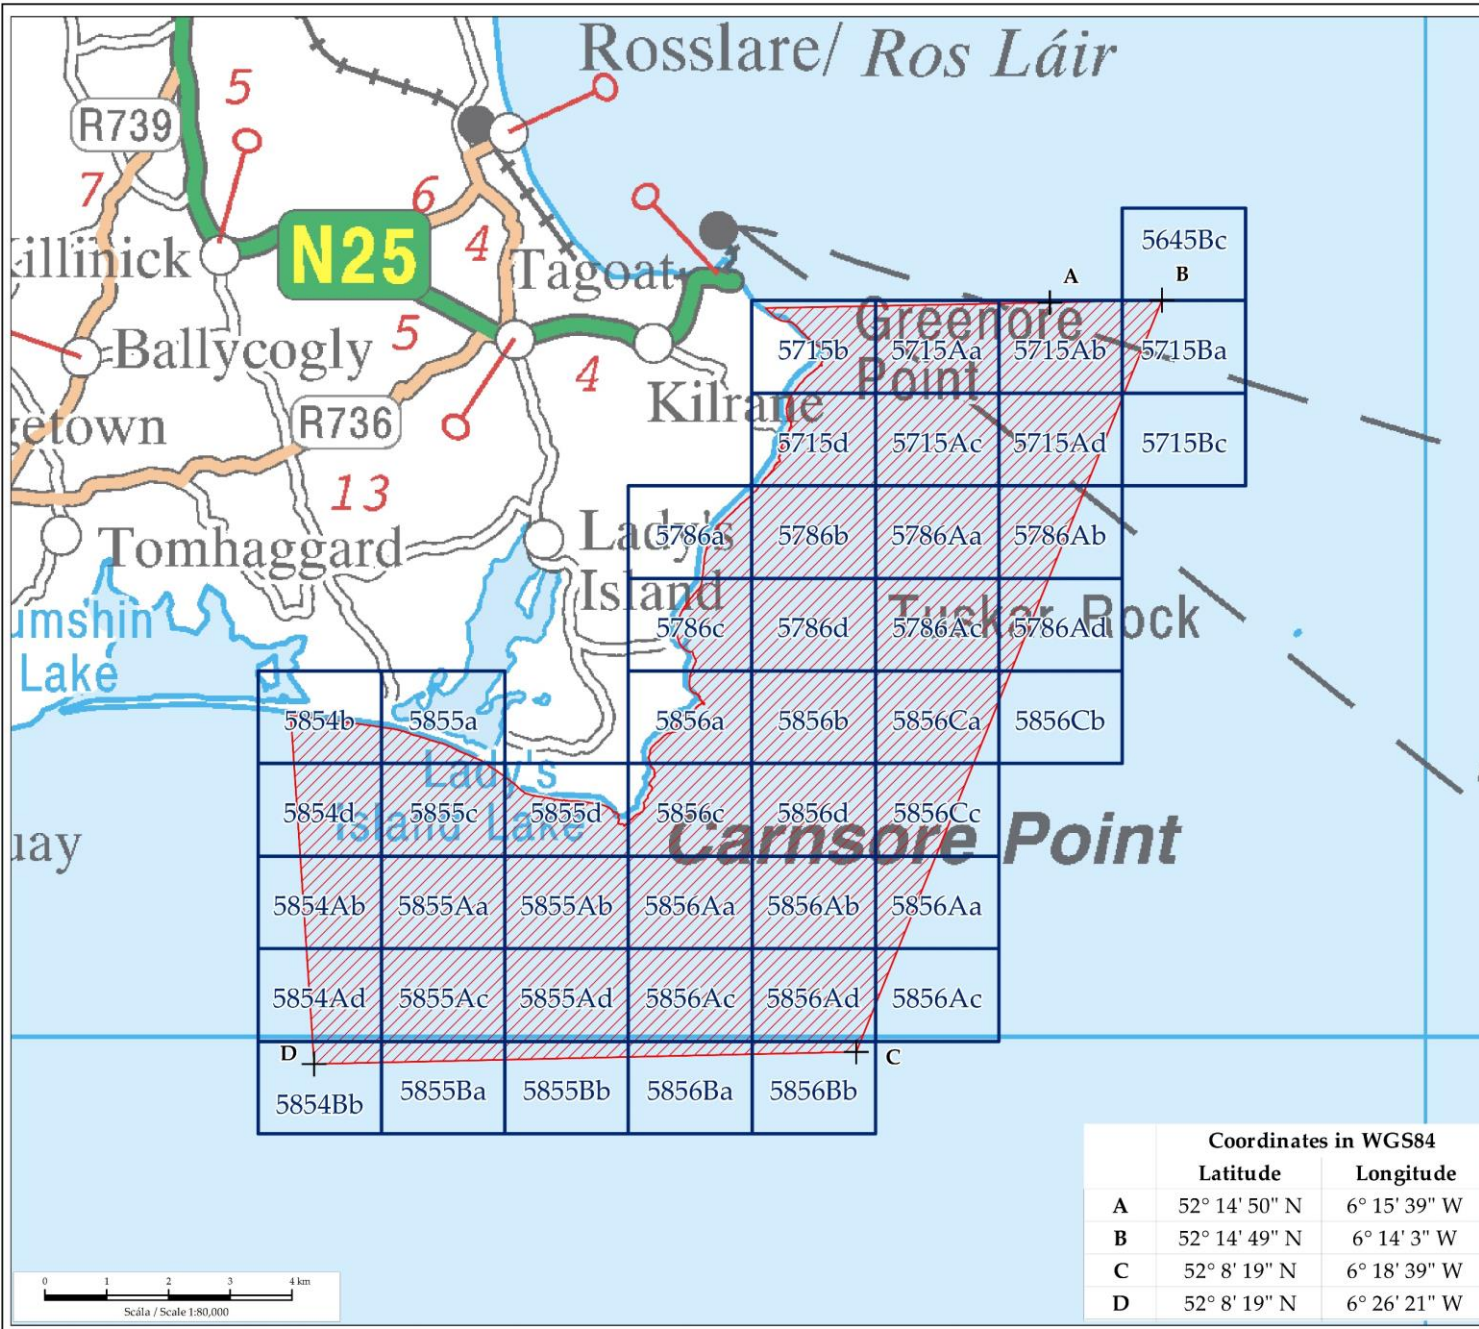 Rosslare/ Ros Láir
5
R739
7
6
5645Bc
4
N25
Killinick
Tagoat
A
B
Greenore
Point
5
Ballycogly
4
5715b
5715Aa
5715Ab
5715Ba
Kilrane
R736
getown
5715d
5715Ac
5715Ad
5715Bc
13
Lady's
Island
Tomhaggard
5786a
5786b
5786Aa
5786Ab
umshin
Lake
5786c
5786d
5786Ac
5786Ad
Tuskar Rock
5854b
5855a
5856a
5856b
5856Ca
5856Cb
Lady's
Island Lake
5854d
5855c
5855d
5856c
5856d
5856Cc
Carnsore Point
uay
5854Ab
5855Aa
5855Ab
5856Aa
5856Ab
5856Aa
5854Ad
5855Ac
5855Ad
5856Ac
5856Ad
5856Ac
D
C
5854Bb
5855Ba
5855Bb
5856Ba
5856Bb
Coordinates in WGS84
Latitude Longitude
A 52° 14' 50" N 6° 15' 39" W
B 52° 14' 49" N 6° 14' 3" W
C 52° 8' 19" N 6° 18' 39" W
D 52° 8' 19" N 6° 26' 21" W
0 1 2 3 4 km
Scála / Scale 1:80,000